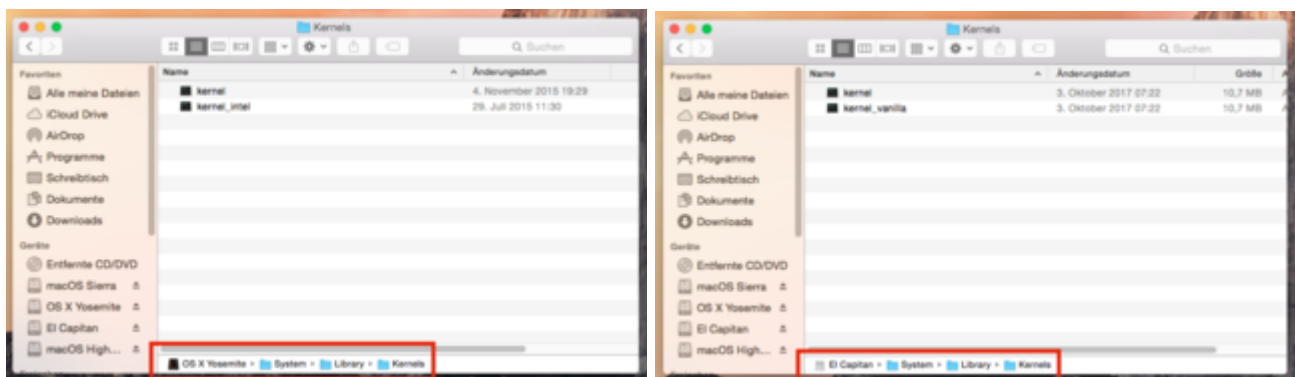 Kernels
Suchen
Favoriten
Name
Änderungsdatum
Alle meine Dateien
kernel
4. November 2015 19:29
iCloud Drive
kernel_intel
29. Juli 2015 11:30
AirDrop
Programme
Schreibtisch
Dokumente
Downloads
Geräte
Entfernte CD/DVD
macOS Sierra
OS X Yosemite
El Capitan
macOS High...
OS X Yosemite System Library Kernels
Kernels
Suchen
Favoriten
Name
Änderungsdatum
Größe
Alle meine Dateien
kernel
3. Oktober 2017 07:22
10,7 MB
iCloud Drive
kernel_vanilla
3. Oktober 2017 07:22
10,7 MB
AirDrop
Programme
Schreibtisch
Dokumente
Downloads
Geräte
Entfernte CD/DVD
macOS Sierra
OS X Yosemite
El Capitan
macOS High...
El Capitan System Library Kernels